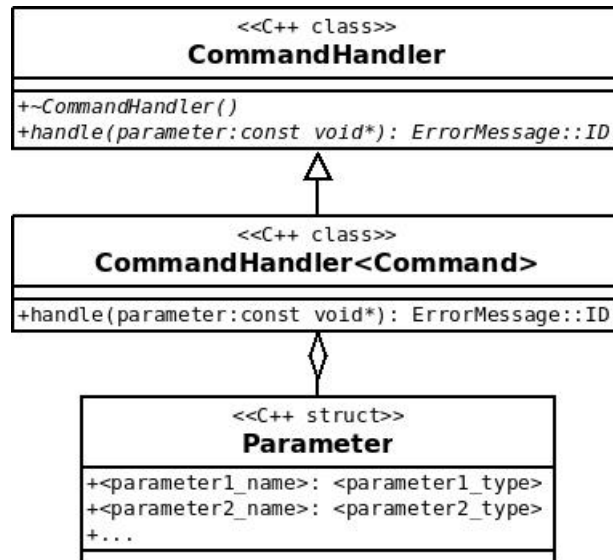 <<C++ class>>
CommandHandler
+~CommandHandler()
+handle(parameter:const void*): ErrorMessage::ID
<<C++ class>>
CommandHandler<Command>
+handle(parameter:const void*): ErrorMessage::ID
<<C++ struct>>
Parameter
+<parameter1_name>: <parameter1_type>
+<parameter2_name>: <parameter2_type>
+...